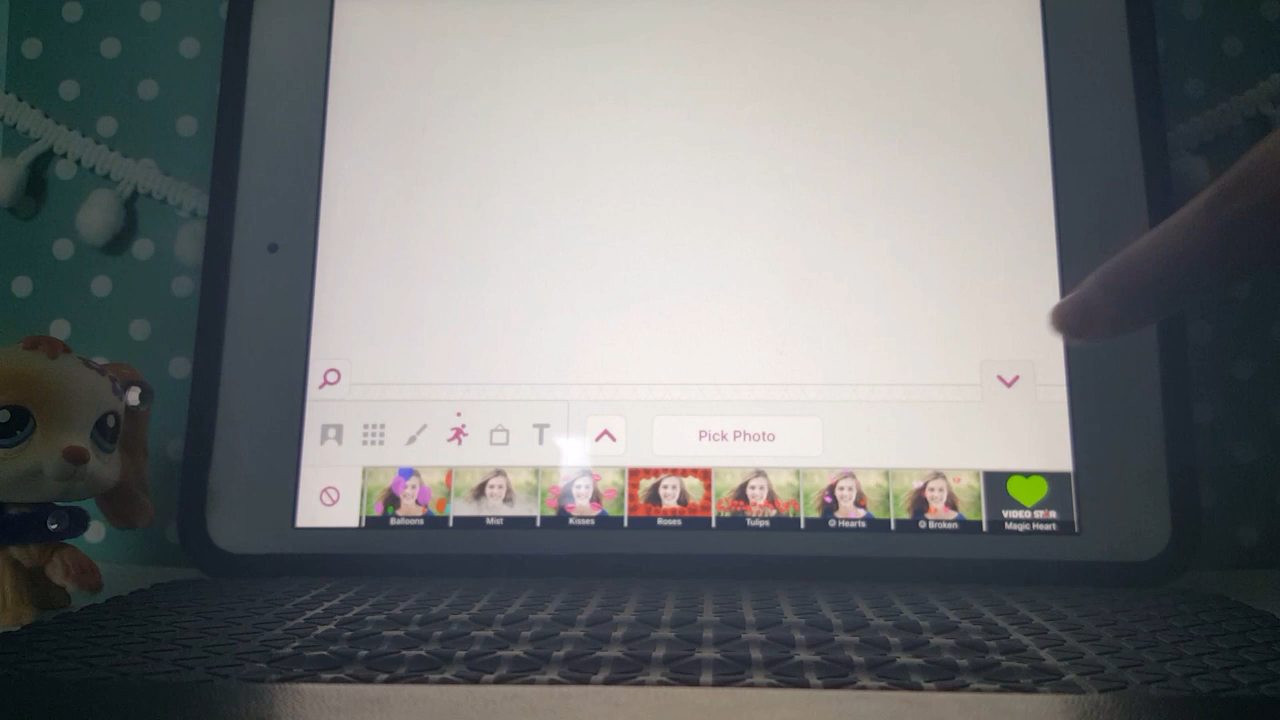 T
Pick Photo
Balloons
Mist
Kisses
Roses
Tulips
Hearts
Broken
VIDEO STAR
Magic Heart